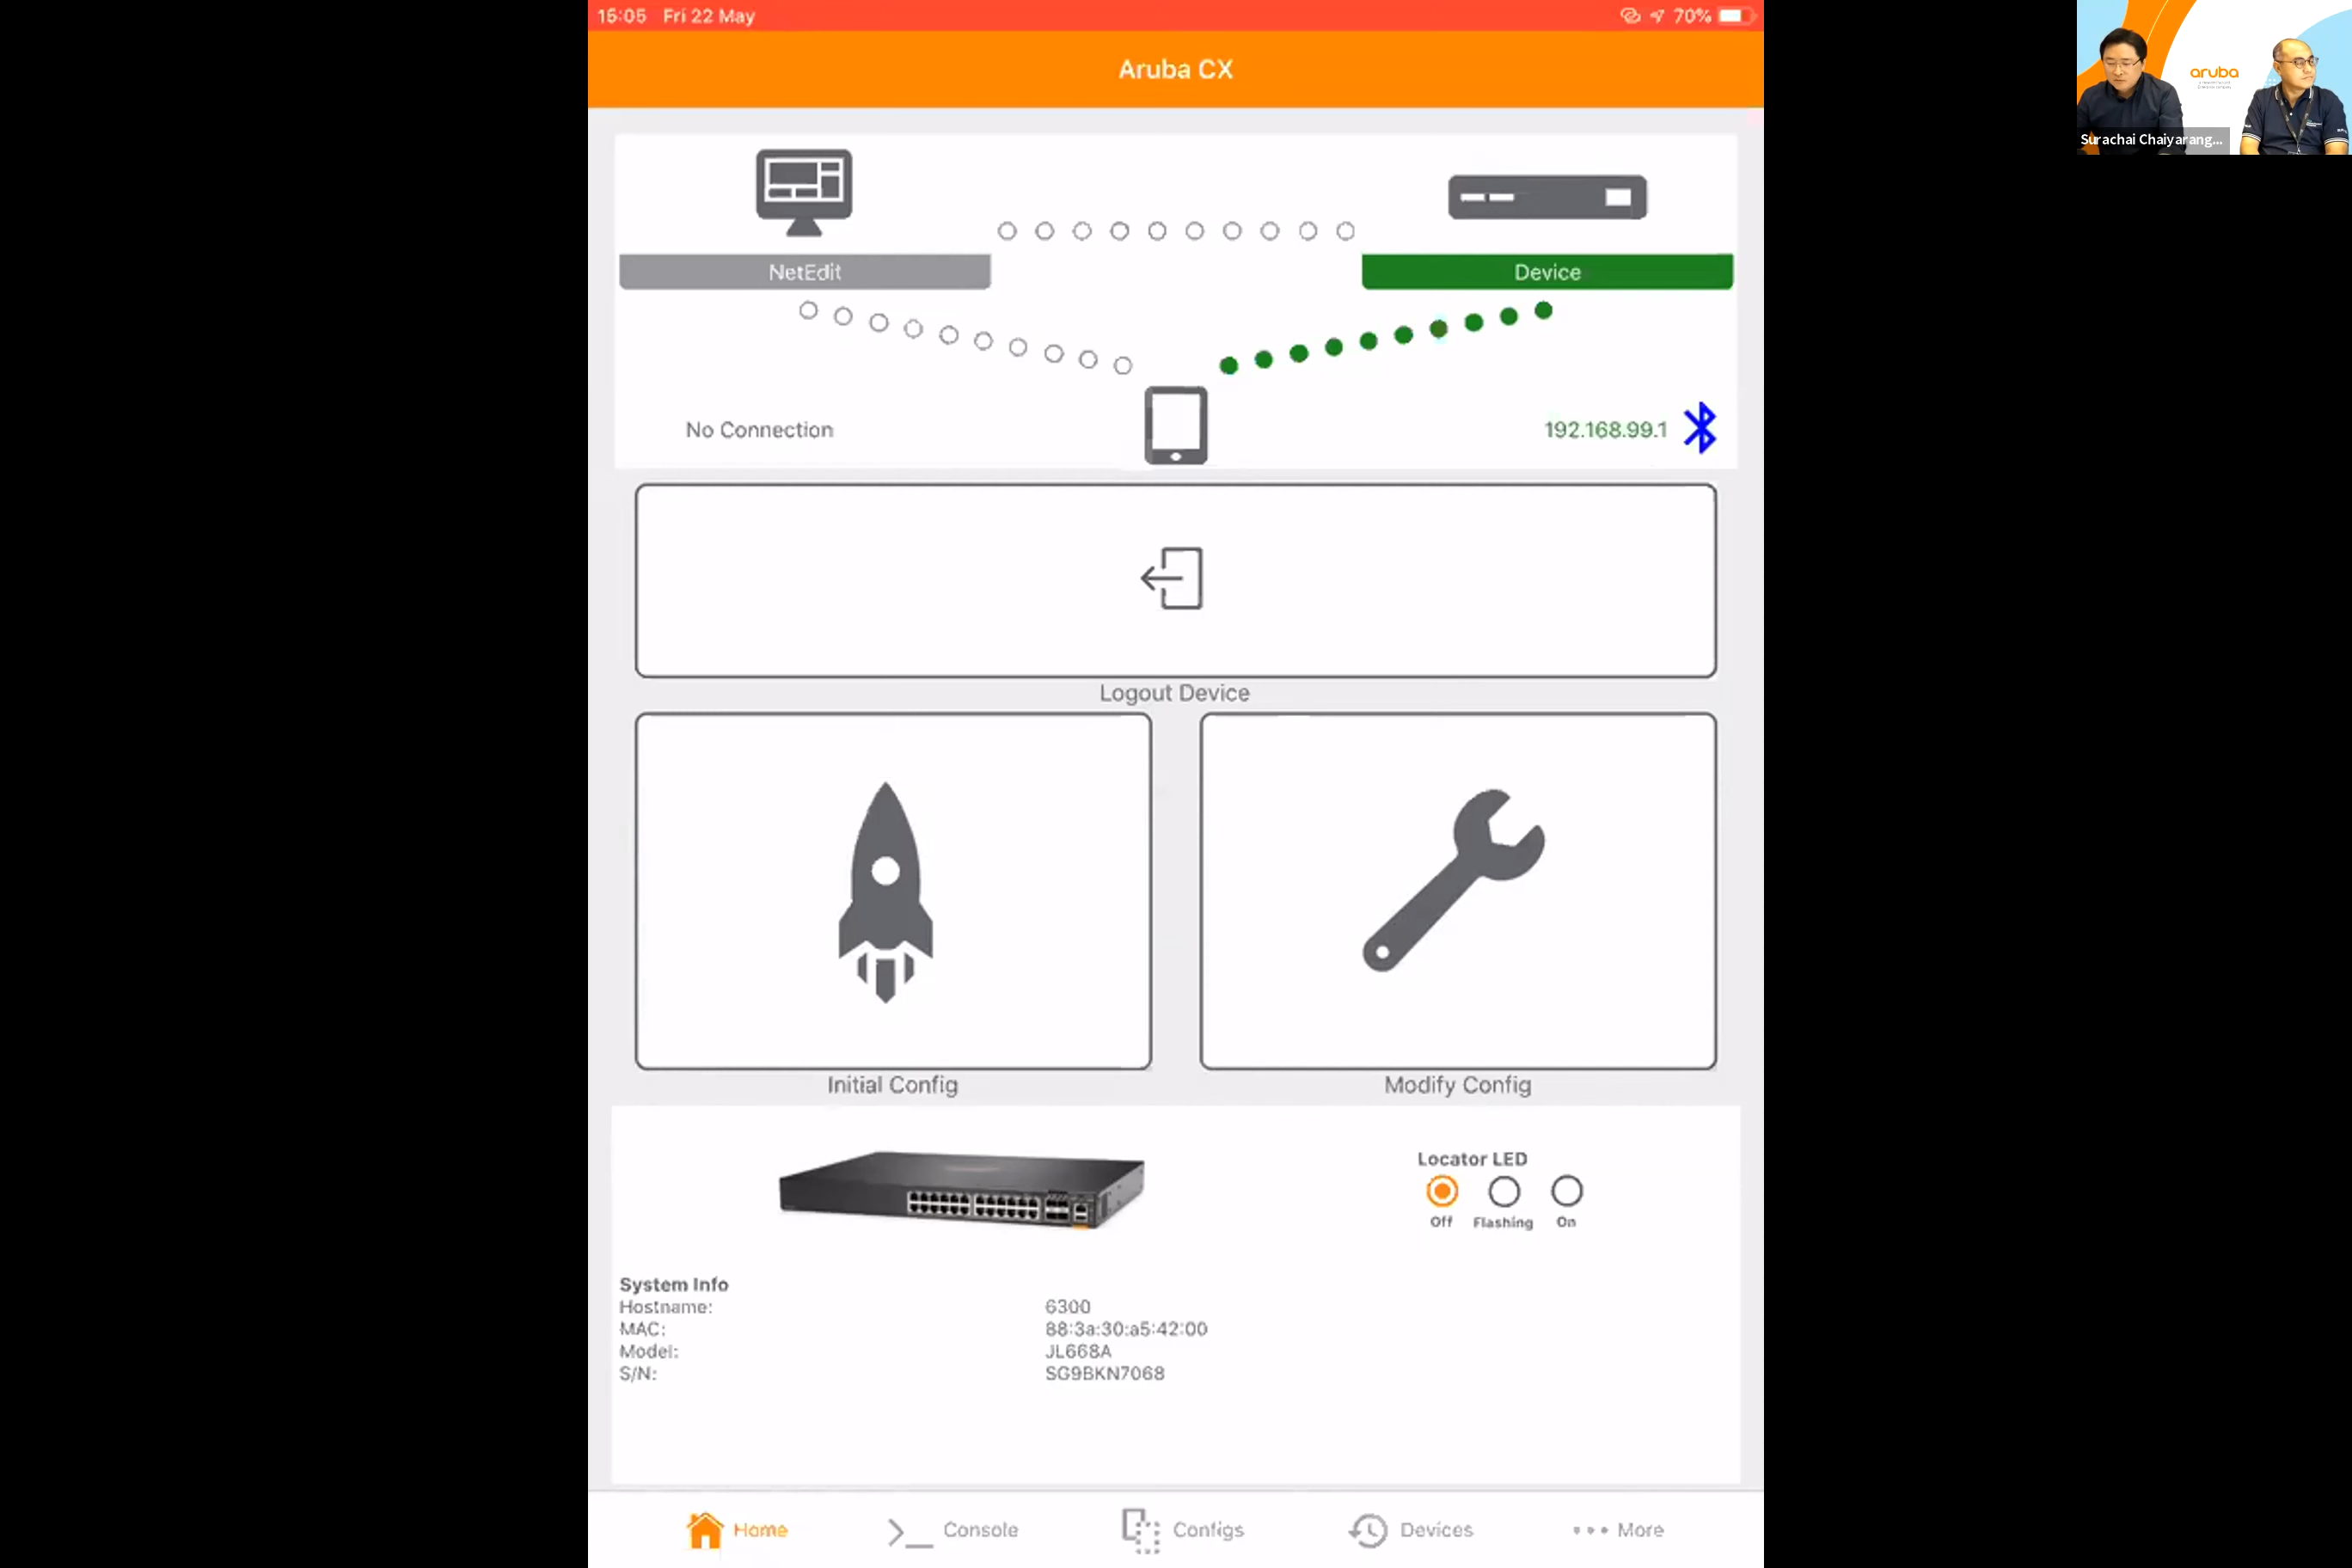 15:05 Fri 22 May 70%
Aruba CX
NetEdit
Device
No Connection
192.168.99.1
Logout Device
Initial Config
Modify Config
Locator LED
Off Flashing On
System Info
Hostname: 6300
MAC: 88:3a:30:a5:42:00
Model: JL668A
S/N: SG9BKN7068
Home
Console
Configs
Devices
More
aruba
Surachai Chaiyarang...